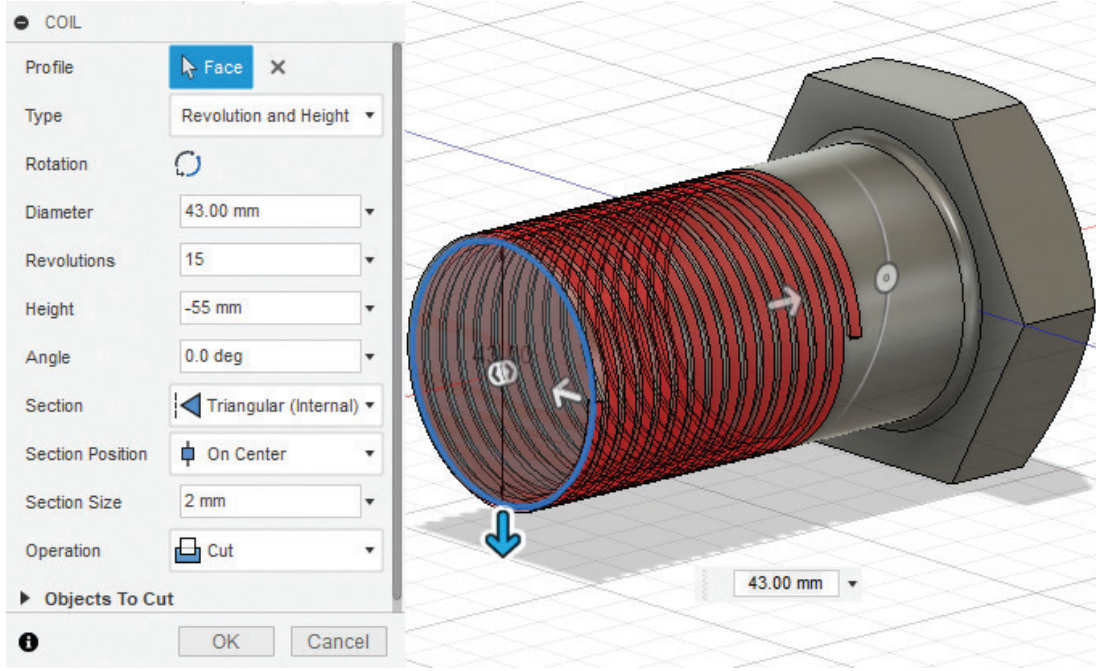 COIL
Profile Face
Type Revolution and Height
Rotation
Diameter 43.00 mm
Revolutions 15
Height -55 mm
Angle 0.0 deg
Section Triangular (Internal)
Section Position On Center
Section Size 2 mm
Operation Cut
Objects To Cut
OK Cancel
43.00
43.00 mm